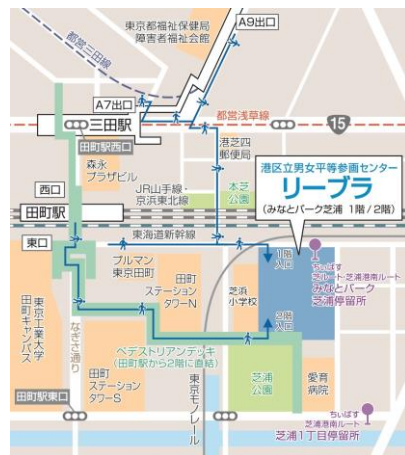 東京都福祉保健局
障害者福祉会館
A9出口
都営三田線
A7出口
都営浅草線
15
三田駅
田町駅西口
森永
プラザビル
港芝四
郵便局
港区立男女平等参画センター
リーブラ
(みなとパーク芝浦 1階/2階)
西口
JR山手線・
京浜東北線
本芝
公園
田町駅
東海道新幹線
東口
1階
入口
ちぃばす
芝ルート・芝浦港南ルート
みなとパーク
芝浦停留所
プルマン
東京田町
田町
ステーション
タワーN
芝浜
小学校
2階
入口
東京工業大学
田町キャンパス
なぎさ通り
ペデストリアンデッキ
(田町駅から2階に直結)
田町
ステーション
タワーS
東京モノレール
芝浦
公園
愛育
病院
田町駅東口
ちぃばす
芝浦港南ルート
芝浦1丁目停留所